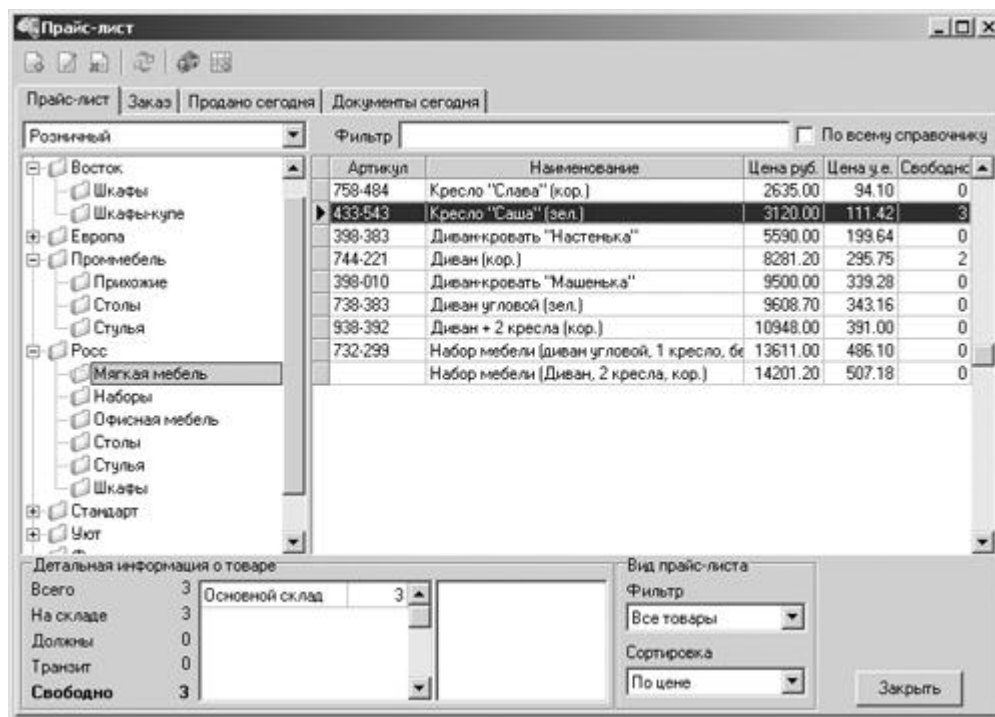 Прайс-лист
Прайс-лист Заказ Продано сегодня Документы сегодня
Розничный Фильтр По всему справочнику
Восток
Шкафы
Шкафы-купе
Европа
Проммебель
Прихожие
Столы
Стулья
Росс
Мягкая мебель
Наборы
Офисная мебель
Столы
Стулья
Шкафы
Стандарт
Уют
Артикул Наименование Цена руб. Цена у.е. Свободно
758-484 Кресло "Слава" (кор.) 2635.00 94.10 0
433-543 Кресло "Саша" (зел.) 3120.00 111.42 3
398-383 Диван-кровать "Настенька" 5590.00 199.64 0
744-221 Диван (кор.) 8281.20 295.75 2
398-010 Диван-кровать "Машенька" 9500.00 339.28 0
738-383 Диван угловой (зел.) 9608.70 343.16 0
938-392 Диван + 2 кресла (кор.) 10948.00 391.00 0
732-299 Набор мебели (диван угловой, 1 кресло, бе 13611.00 486.10 0
Набор мебели (Диван, 2 кресла, кор.) 14201.20 507.18 0
Детальная информация о товаре
Всего 3
На складе 3
Должны 0
Транзит 0
Свободно 3
Основной склад 3
Вид прайс-листа
Фильтр
Все товары
Сортировка
По цене
Закрыть